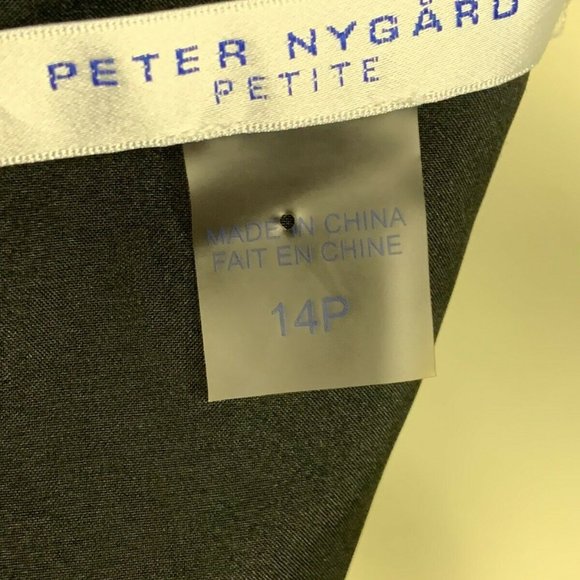 PETER NYGÅRD
PETITE
MADE IN CHINA
FAIT EN CHINE
14P